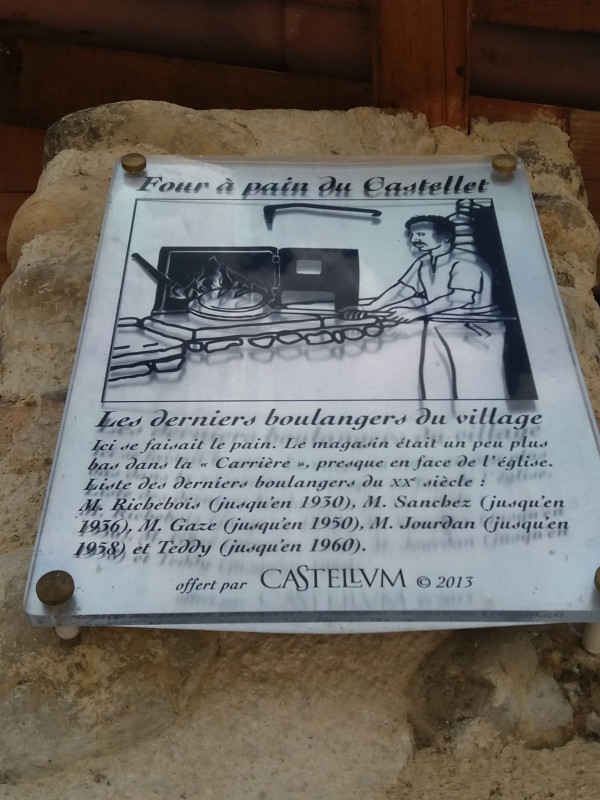 Four à pain du Castellet
Les derniers boulangers du village
Ici se faisait le pain. Le magasin était un peu plus
bas dans la « Carrière », presque en face de l'église.
Liste des derniers boulangers du XXe siècle :
M. Richebois (jusqu'en 1930), M. Sanchez (jusqu'en
1936), M. Gaze (jusqu'en 1950), M. Jourdan (jusqu'en
1958) et Teddy (jusqu'en 1960).
offert par CASTELLVM © 2013